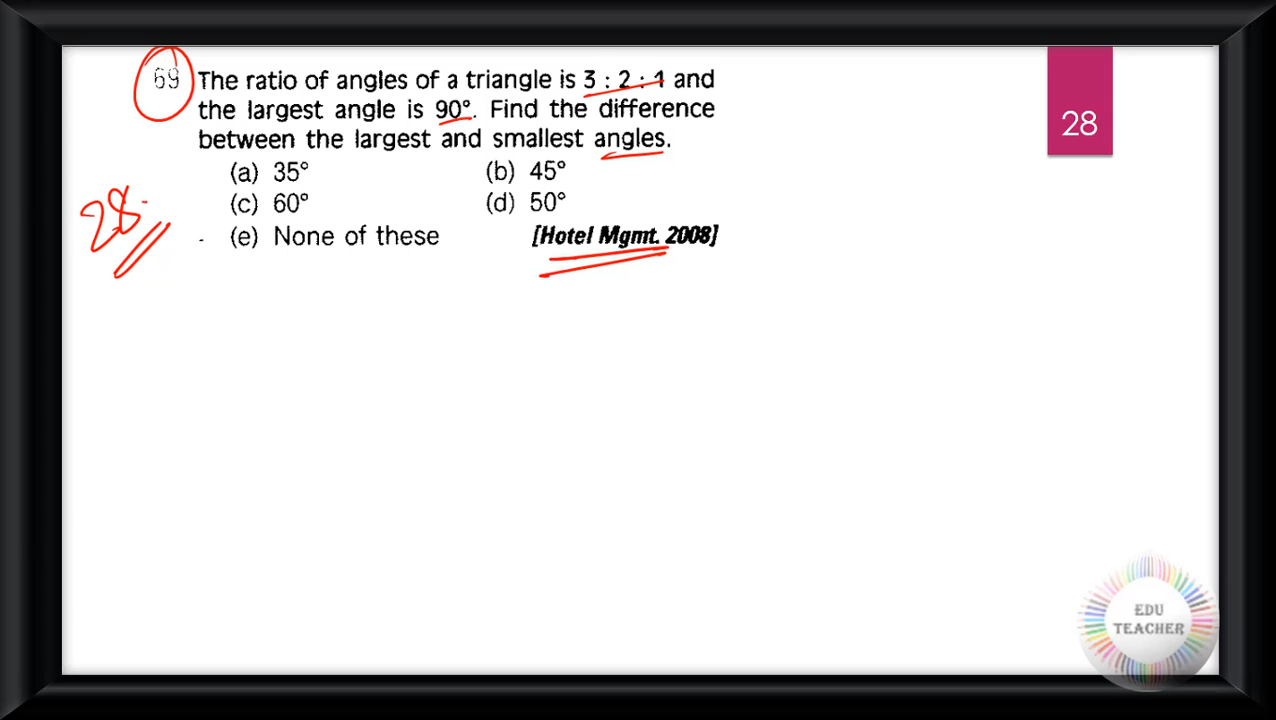 69 The ratio of angles of a triangle is 3 : 2 : 1 and
the largest angle is 90°. Find the difference
between the largest and smallest angles.
(a) 35° (b) 45°
(c) 60° (d) 50°
(e) None of these [Hotel Mgmt. 2008]
28
28
EDU
TEACHER